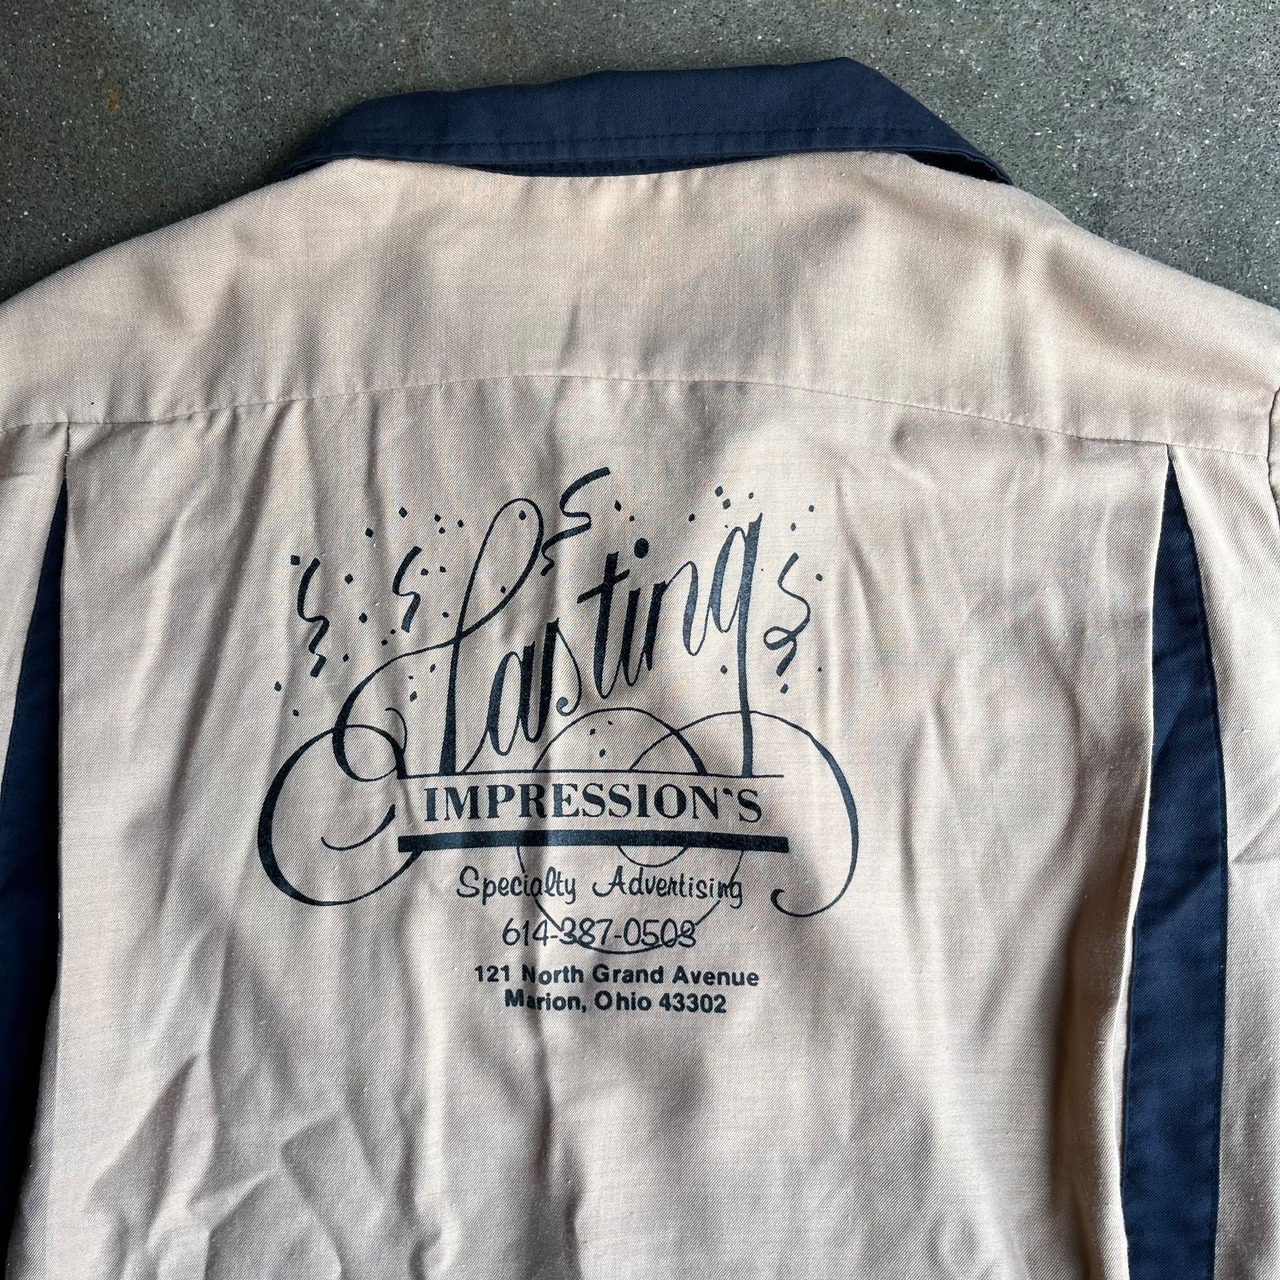 Lasting
IMPRESSION'S
Specialty Advertising
614-387-0503
121 North Grand Avenue
Marion, Ohio 43302